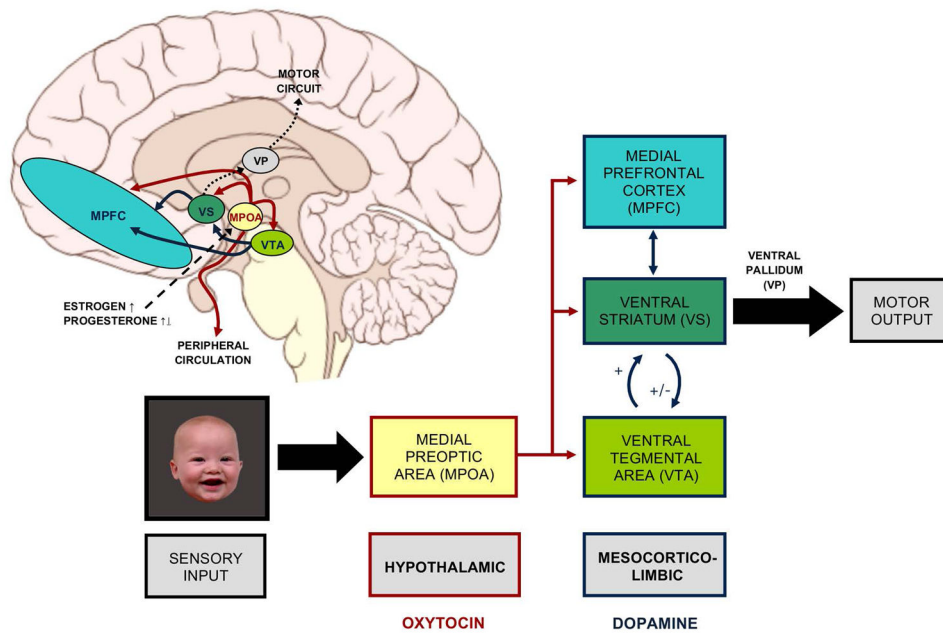 MOTOR
CIRCUIT
VP
MPFC
VS
MPOA
VTA
ESTROGEN ↑
PROGESTERONE ↑⊥
PERIPHERAL
CIRCULATION
MEDIAL
PREFRONTAL
CORTEX
(MPFC)
VENTRAL
STRIATUM (VS)
VENTRAL
PALLIDUM
(VP)
MOTOR
OUTPUT
+
+/-
MEDIAL
PREOPTIC
AREA (MPOA)
VENTRAL
TEGMENTAL
AREA (VTA)
SENSORY
INPUT
HYPOTHALAMIC
MESOCORTICO-
LIMBIC
OXYTOCIN
DOPAMINE